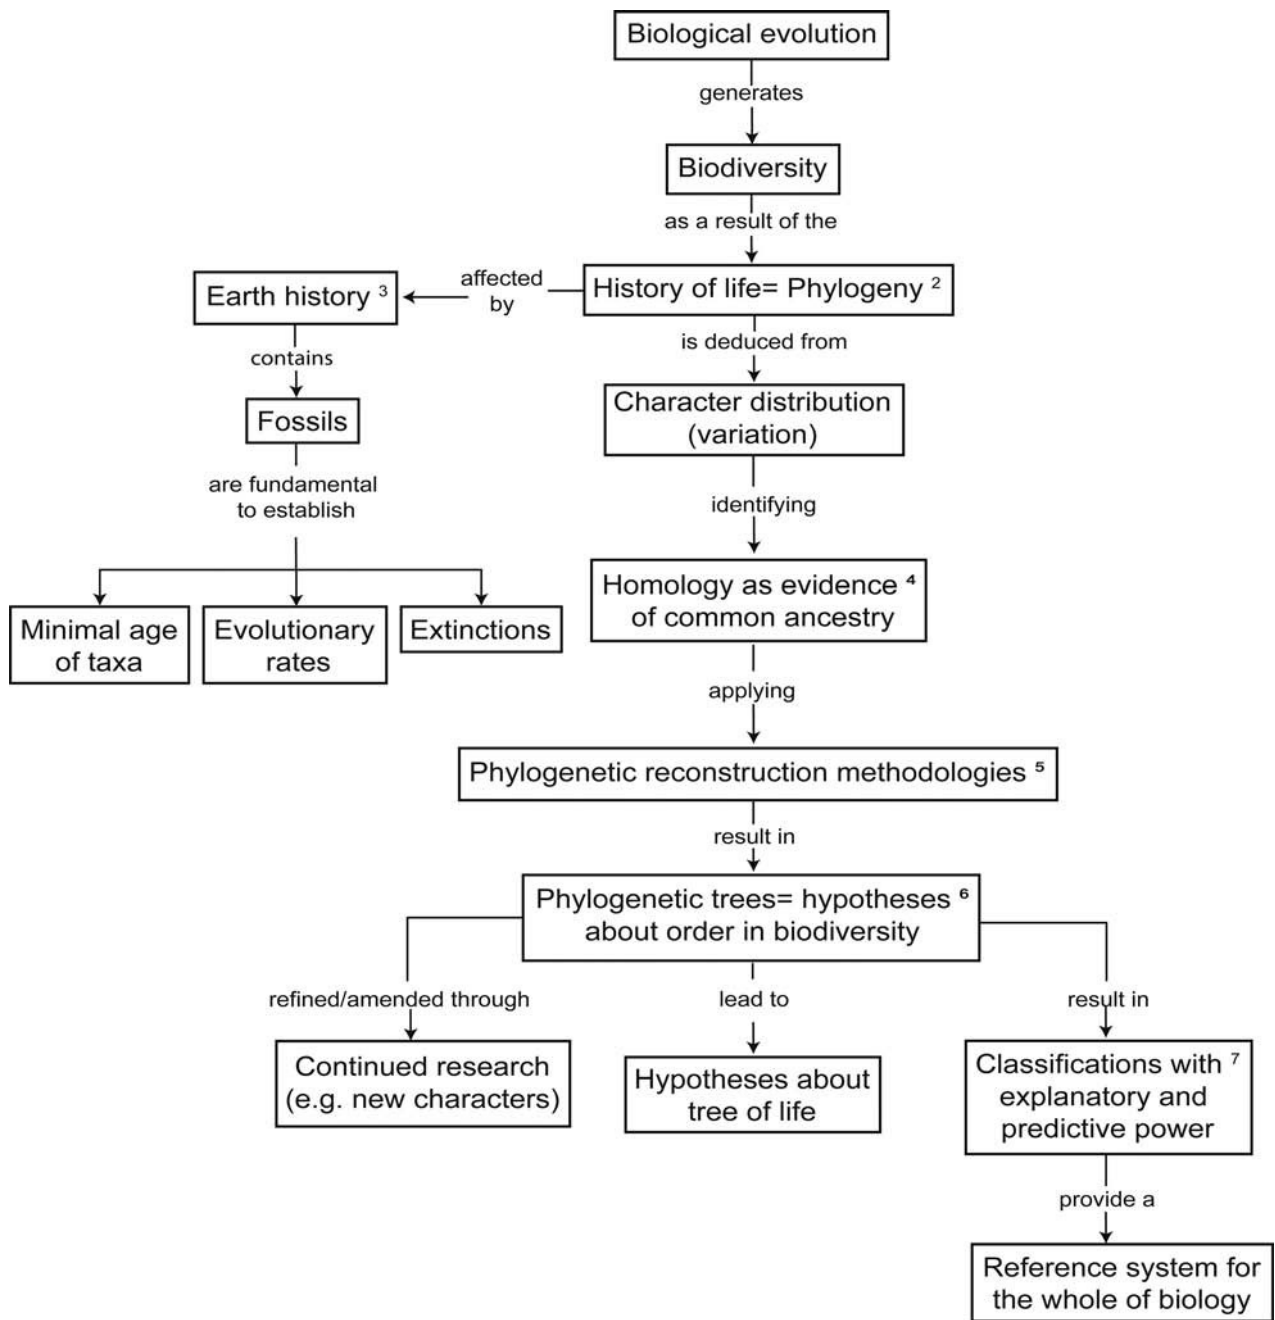 Biological evolution
generates
Biodiversity
as a result of the
History of life= Phylogeny ²
affected
by
Earth history ³
contains
Fossils
are fundamental
to establish
Minimal age
of taxa
Evolutionary
rates
Extinctions
is deduced from
Character distribution
(variation)
identifying
Homology as evidence ⁴
of common ancestry
applying
Phylogenetic reconstruction methodologies ⁵
result in
Phylogenetic trees= hypotheses ⁶
about order in biodiversity
refined/amended through
Continued research
(e.g. new characters)
lead to
Hypotheses about
tree of life
result in
Classifications with ⁷
explanatory and
predictive power
provide a
Reference system for
the whole of biology